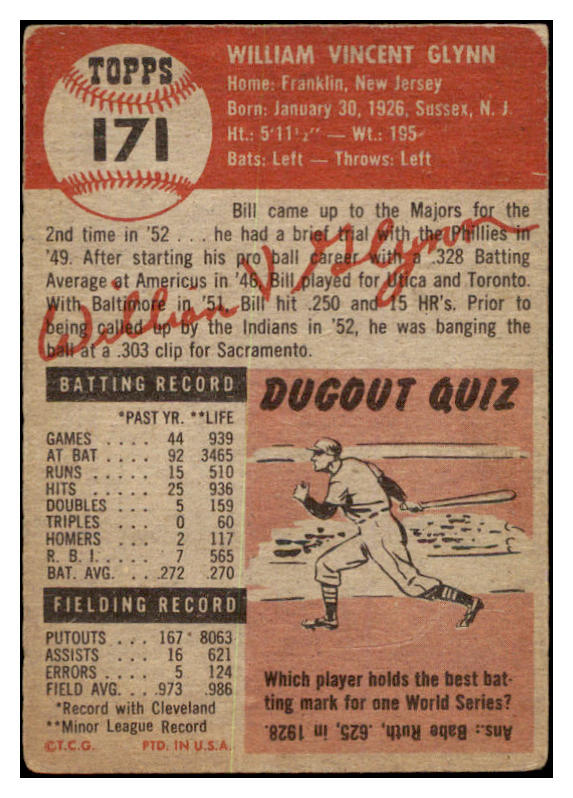 TOPPS
171
WILLIAM VINCENT GLYNN
Home: Franklin, New Jersey
Born: January 30, 1926, Sussex, N. J.
Ht.: 5'11½" — Wt.: 195
Bats: Left — Throws: Left
Bill came up to the Majors for the
2nd time in '52 . . . he had a brief trial with the Phillies in
'49. After starting his pro ball career with a .328 Batting
Average at Americus in '46, Bill played for Utica and Toronto.
With Baltimore in '51, Bill hit .250 and 15 HR's. Prior to
being called up by the Indians in '52, he was banging the
ball at a .303 clip for Sacramento.
William V. Glynn
BATTING RECORD
*PAST YR. **LIFE
GAMES . . . . 44 939
AT BAT . . . . 92 3465
RUNS . . . . . 15 510
HITS . . . . . . 25 936
DOUBLES . . . 5 159
TRIPLES . . . 0 60
HOMERS . . . 2 117
R. B. I. . . . . . 7 565
BAT. AVG. . . .272 .270
FIELDING RECORD
PUTOUTS . . . 167 8063
ASSISTS . . . 16 621
ERRORS . . . . 5 124
FIELD AVG. . . .973 .986
*Record with Cleveland
**Minor League Record
©T.C.G. PTD. IN U.S.A.
DUGOUT QUIZ
Which player holds the best bat-
ting mark for one World Series?
Ans.: Babe Ruth, .625, in 1928.